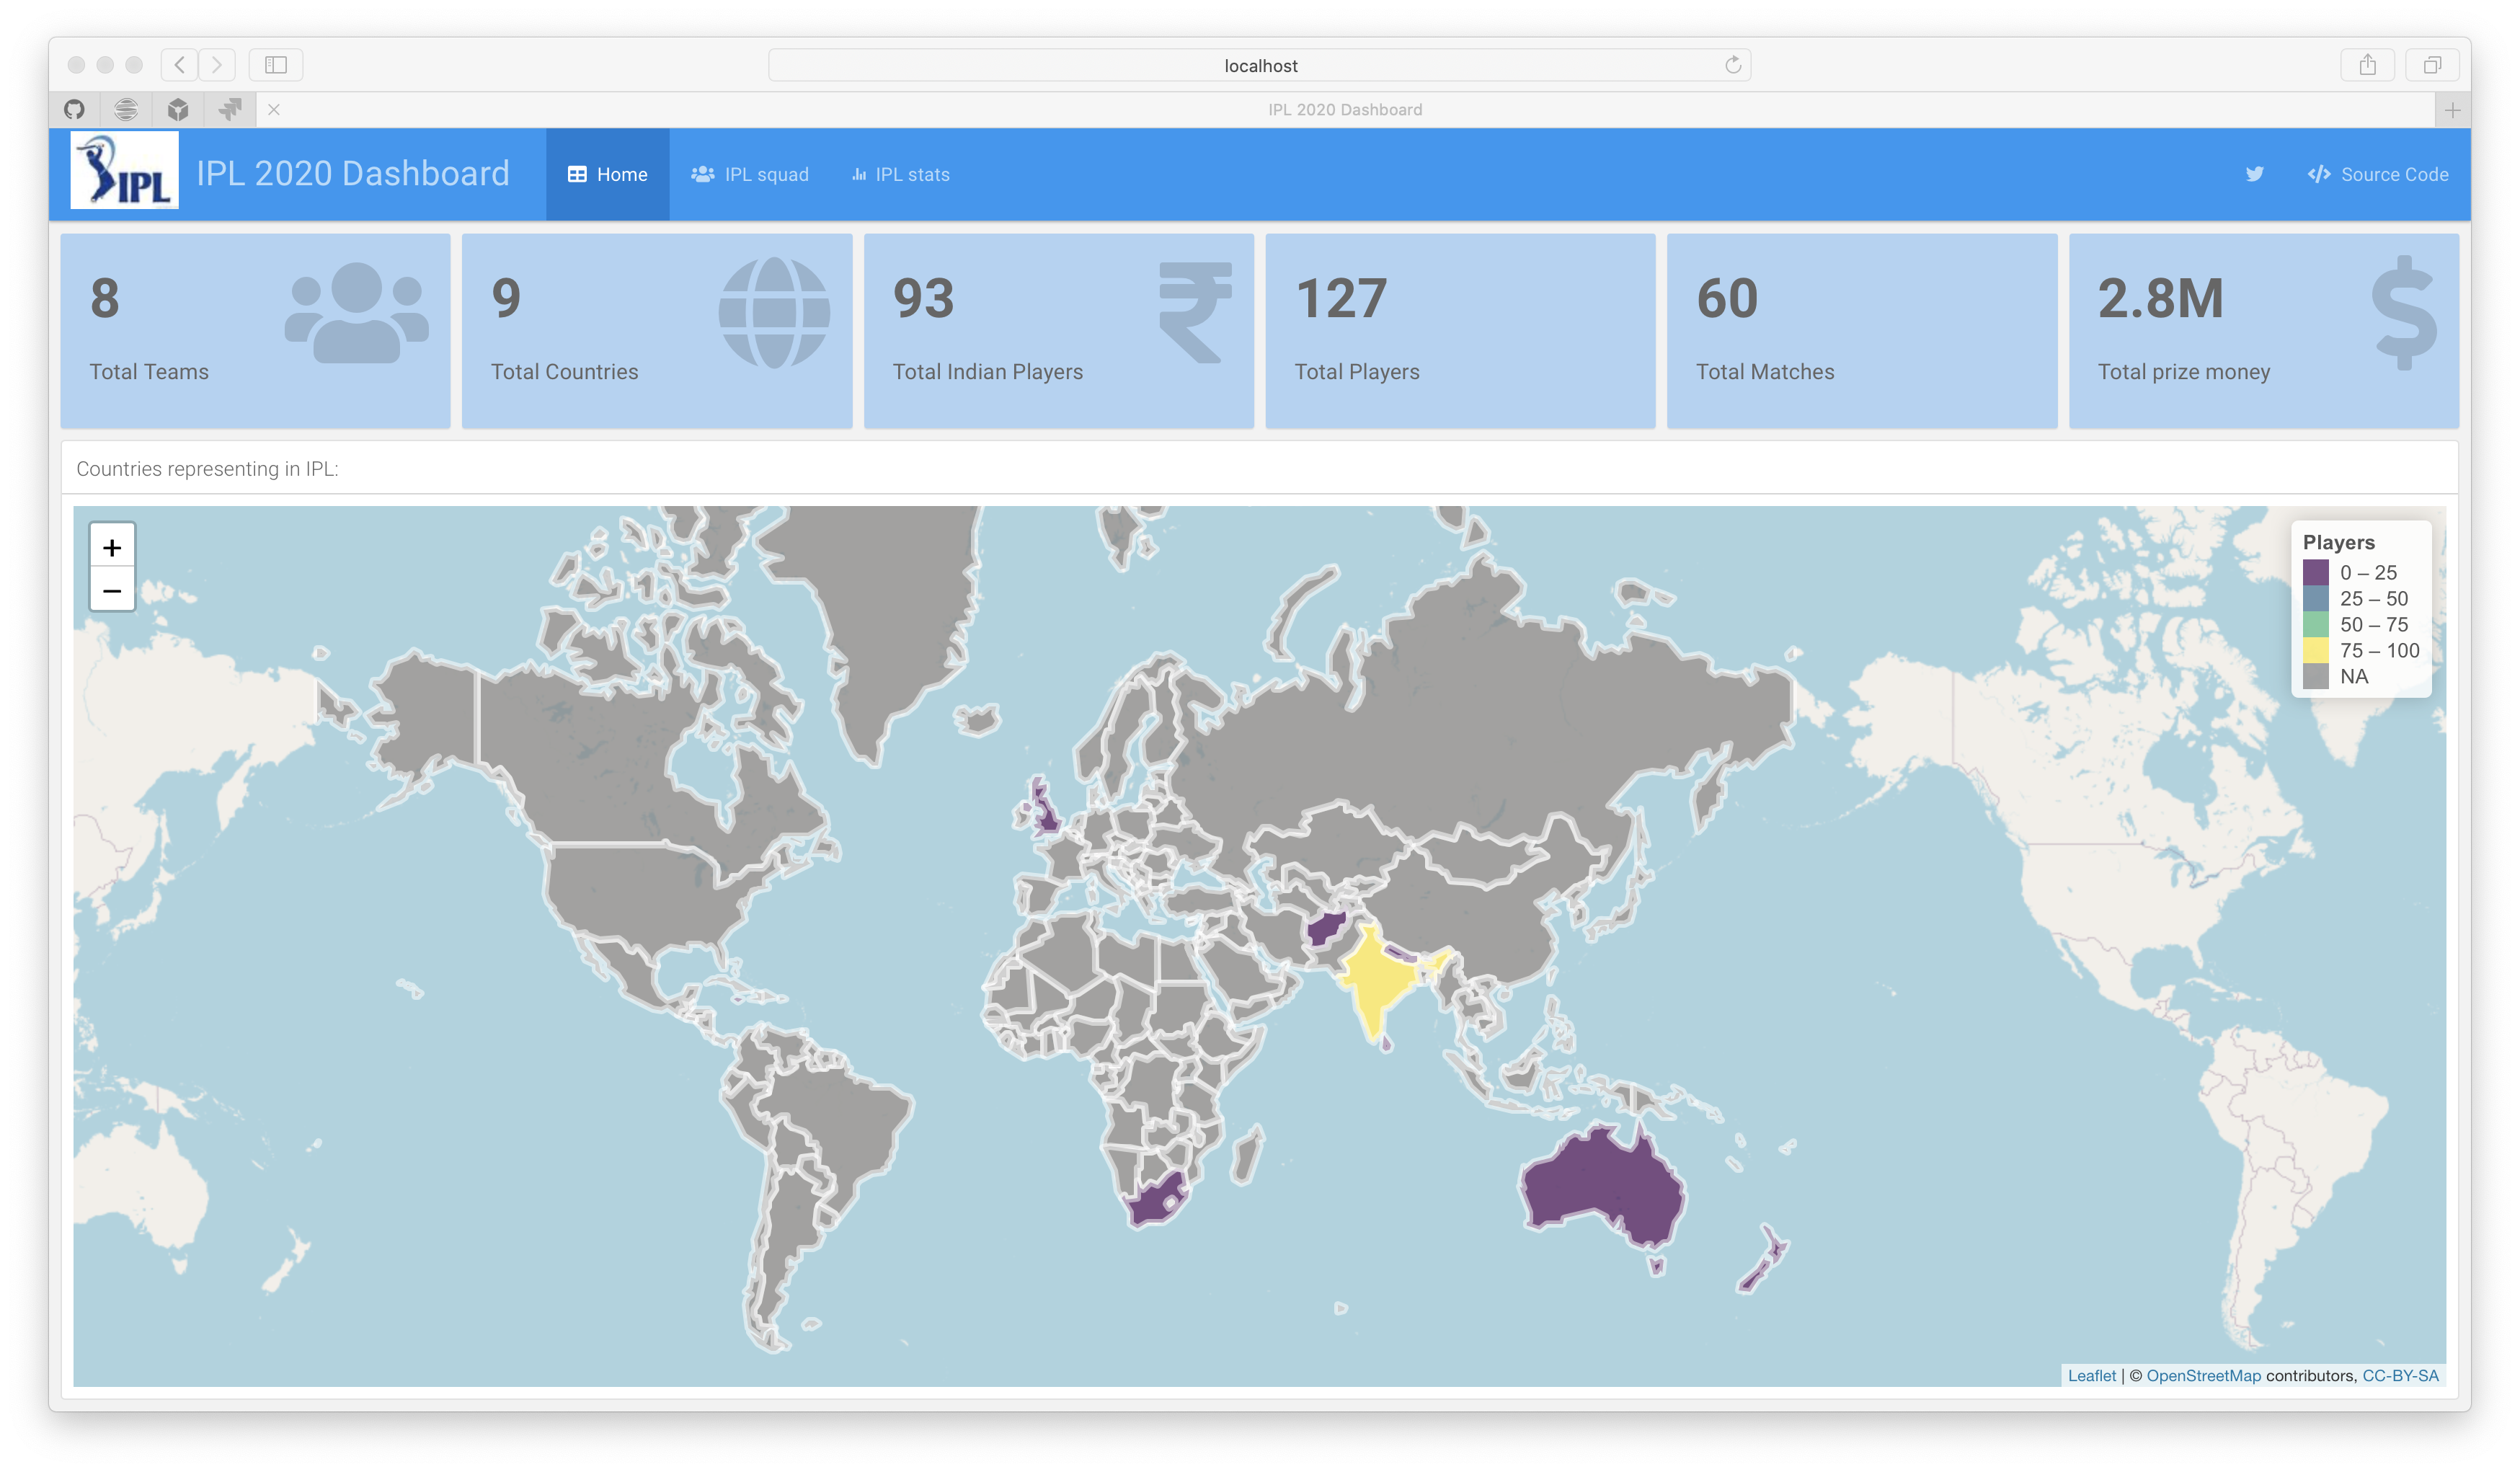 localhost
IPL 2020 Dashboard
IPL
IPL 2020 Dashboard
Home
IPL squad
IPL stats
Source Code
8
Total Teams
9
Total Countries
93
Total Indian Players
127
Total Players
60
Total Matches
2.8M
Total prize money
Countries representing in IPL:
+
−
Players
0 – 25
25 – 50
50 – 75
75 – 100
NA
Leaflet | © OpenStreetMap contributors, CC-BY-SA